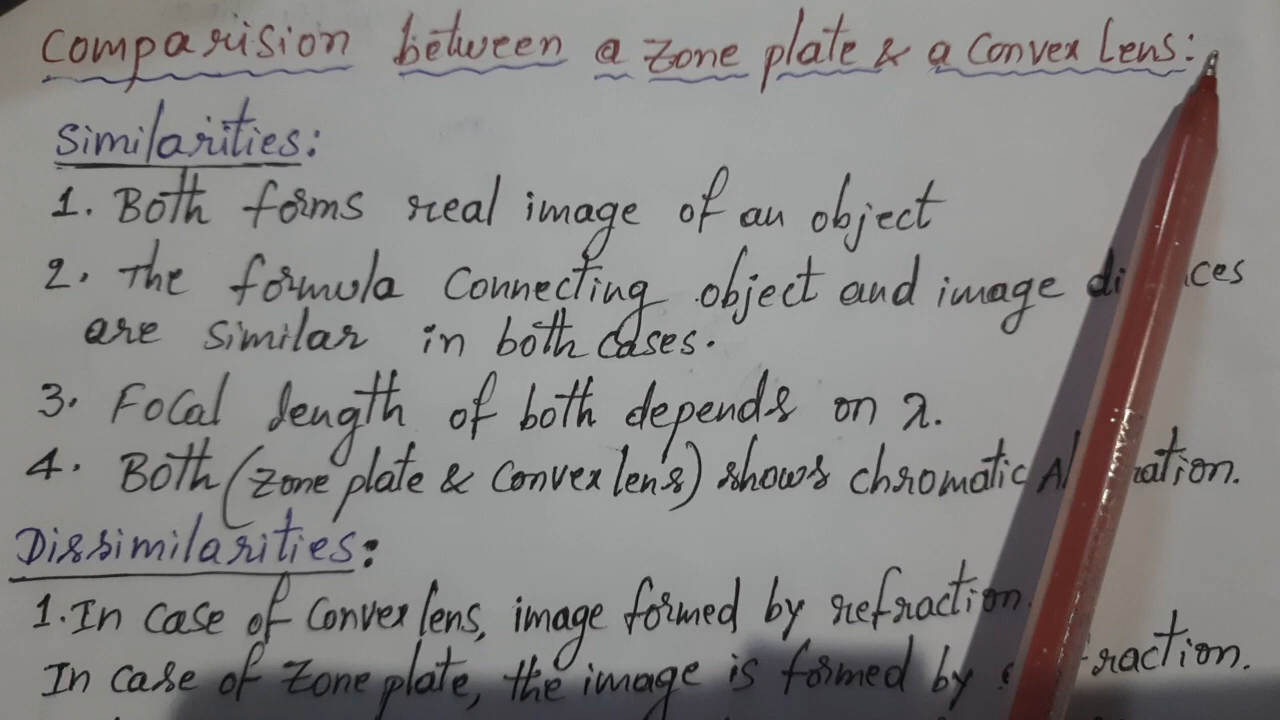 Comparision between a Zone plate & a Convex Lens:
Similarities:
1. Both forms real image of an object
2. The formula Connecting object and image
are similar in both cases.
3. Focal length of both depends on λ.
4. Both (Zone plate & Convex lens) shows chromatic
Dissimilarities:
1. In case of Convex lens, image formed by refraction.
In case of Zone plate, the image is formed by